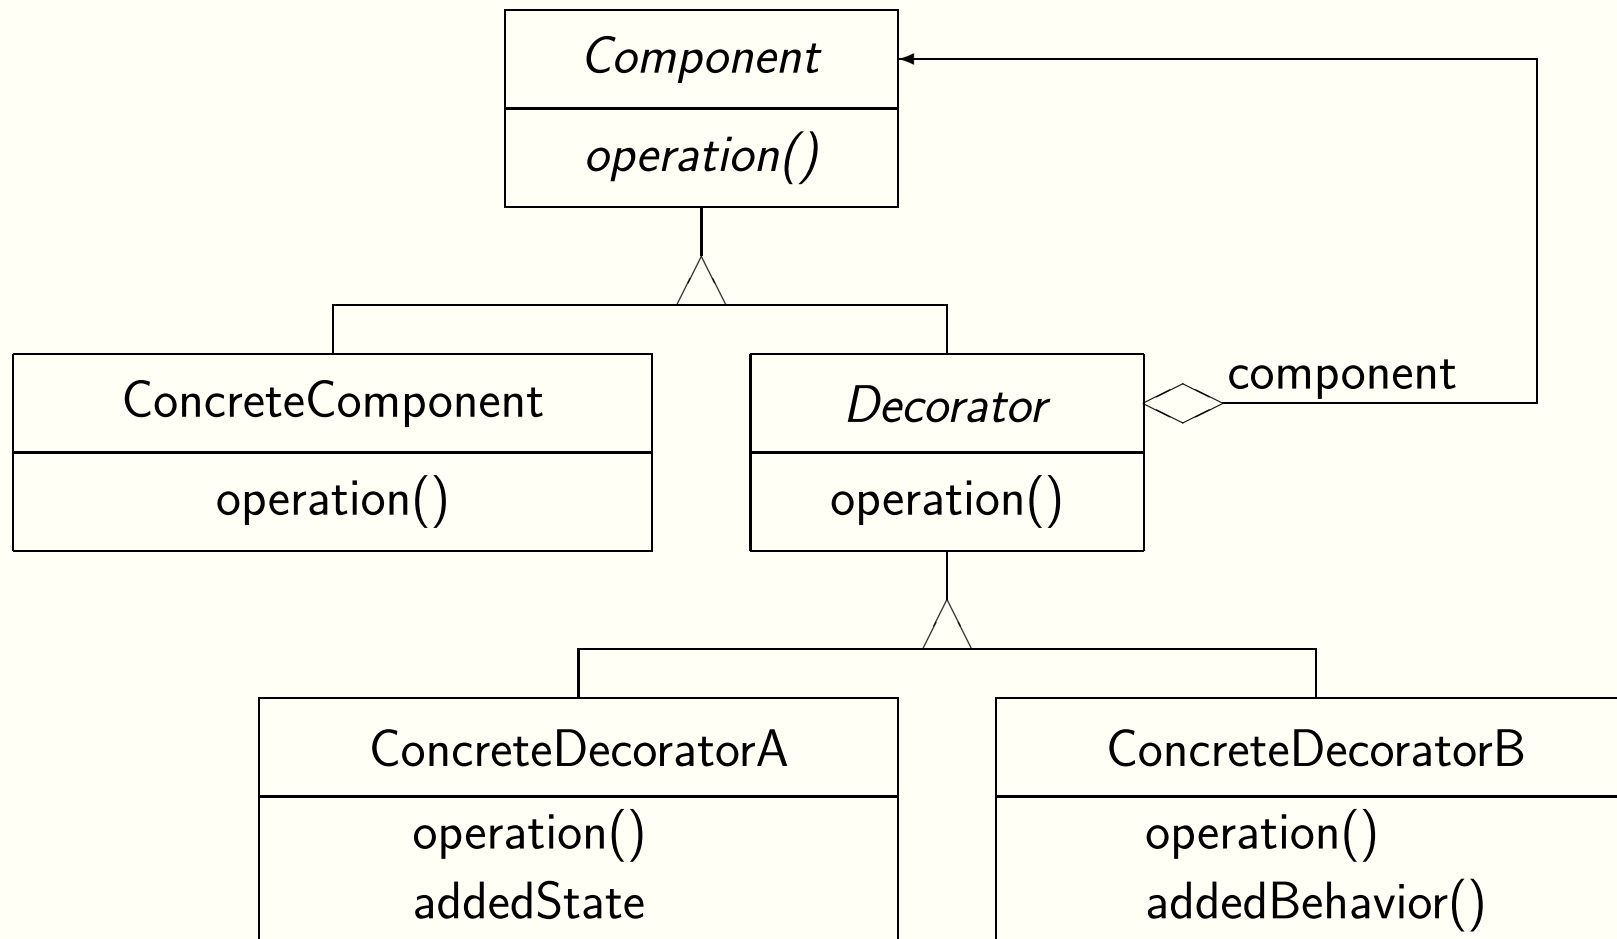 Component
operation()
component
ConcreteComponent
operation()
Decorator
operation()
ConcreteDecoratorA
operation()
addedState
ConcreteDecoratorB
operation()
addedBehavior()